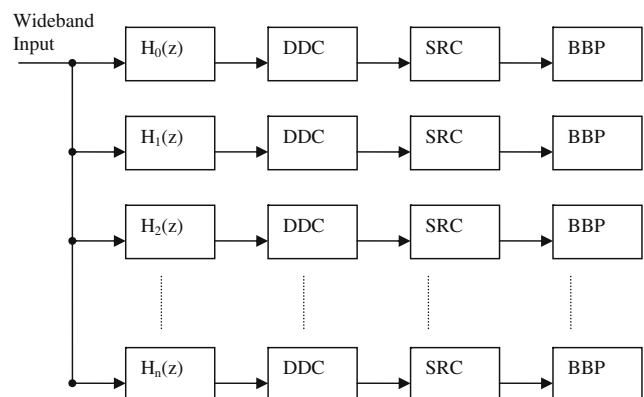 Wideband
Input
H₀(z) DDC SRC BBP
H₁(z) DDC SRC BBP
H₂(z) DDC SRC BBP
Hₙ(z) DDC SRC BBP